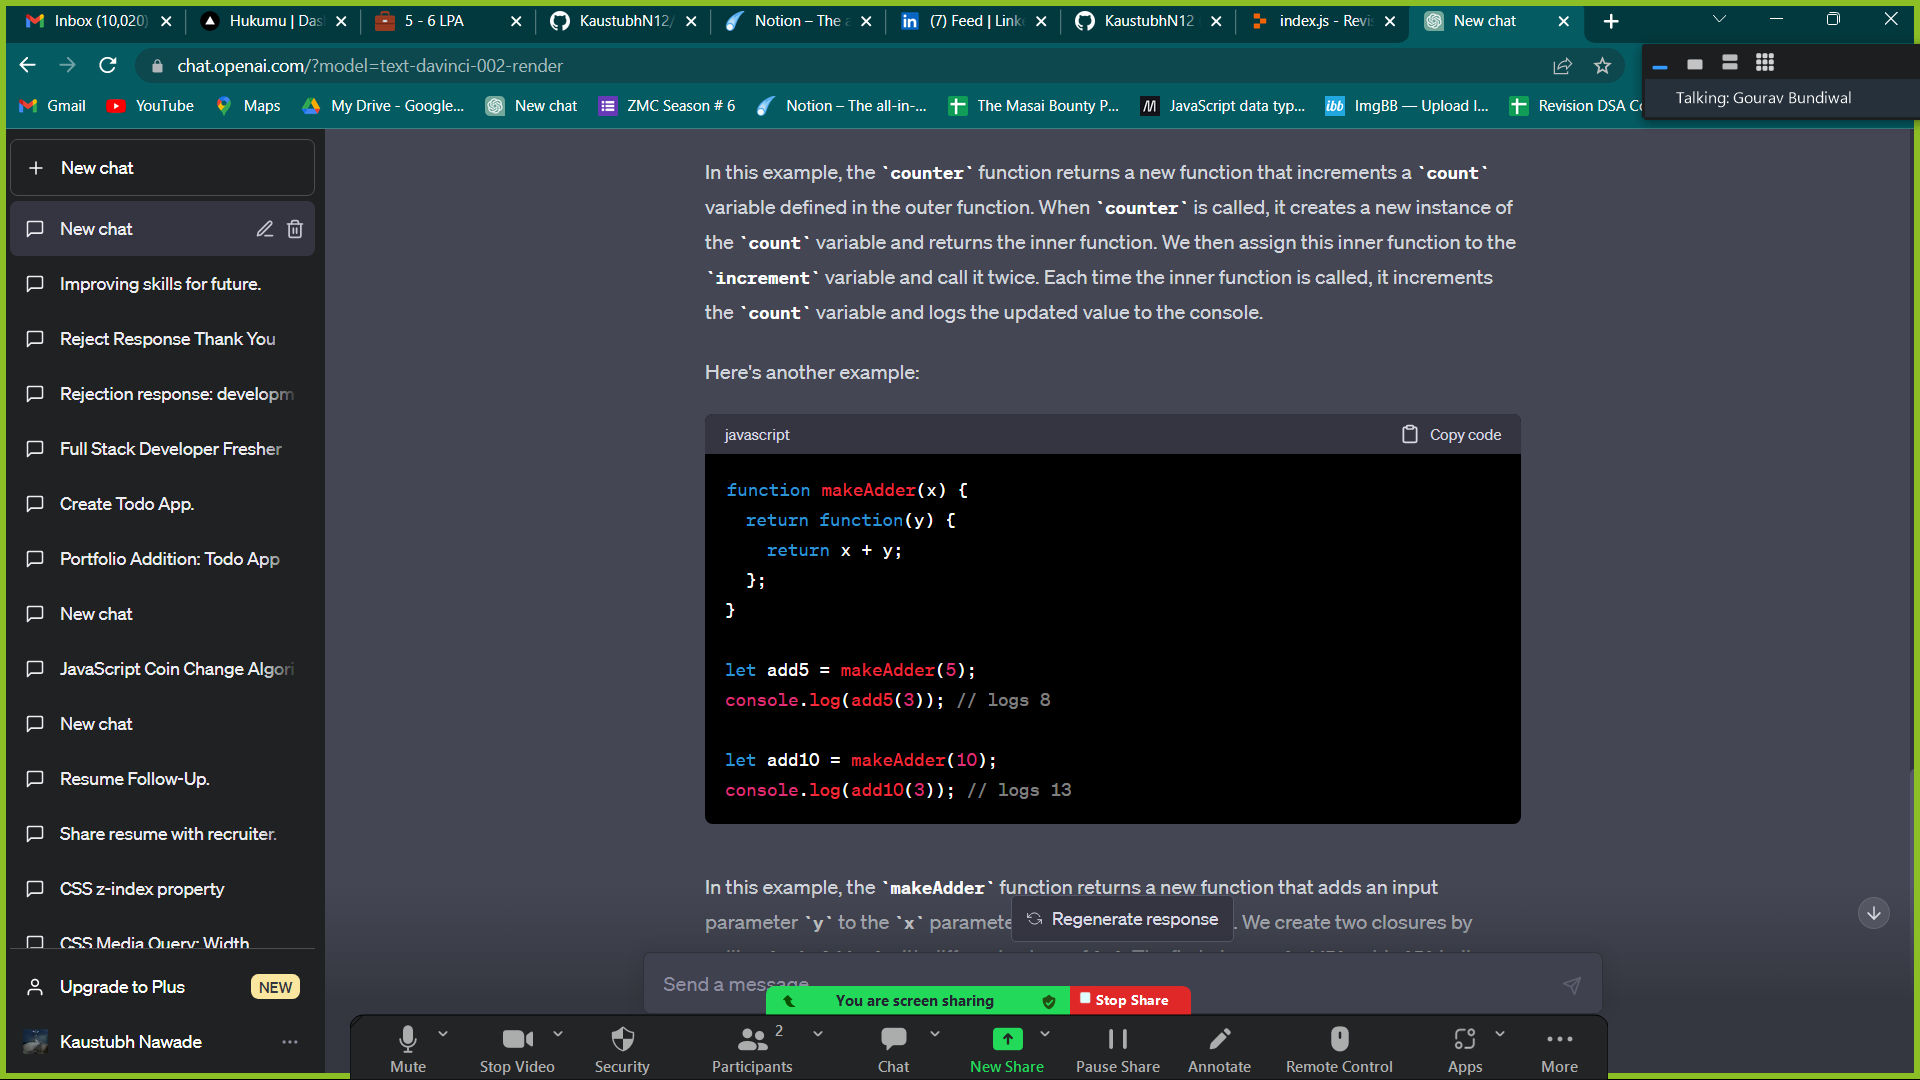 Inbox (10,020)
Hukumu | Das
5 - 6 LPA
KaustubhN12/
Notion – The a
(7) Feed | Link
KaustubhN12
index.js - Revis
New chat
chat.openai.com/?model=text-davinci-002-render
Talking: Gourav Bundiwal
Gmail
YouTube
Maps
My Drive - Google...
New chat
ZMC Season # 6
Notion – The all-in-...
The Masai Bounty P...
JavaScript data typ...
ImgBB — Upload I...
Revision DSA Co
New chat
New chat
Improving skills for future.
Reject Response Thank You
Rejection response: developm
Full Stack Developer Fresher
Create Todo App.
Portfolio Addition: Todo App
New chat
JavaScript Coin Change Algori
New chat
Resume Follow-Up.
Share resume with recruiter.
CSS z-index property
CSS Media Query: Width
Upgrade to Plus
NEW
Kaustubh Nawade
In this example, the `counter` function returns a new function that increments a `count`
variable defined in the outer function. When `counter` is called, it creates a new instance of
the `count` variable and returns the inner function. We then assign this inner function to the
`increment` variable and call it twice. Each time the inner function is called, it increments
the `count` variable and logs the updated value to the console.
Here's another example:
javascript
Copy code
function makeAdder(x) {
return function(y) {
return x + y;
};
}
let add5 = makeAdder(5);
console.log(add5(3)); // logs 8
let add10 = makeAdder(10);
console.log(add10(3)); // logs 13
In this example, the `makeAdder` function returns a new function that adds an input
parameter `y` to the `x` paramete
Regenerate response
. We create two closures by
Send a message
You are screen sharing
Stop Share
Mute
Stop Video
Security
Participants
2
Chat
New Share
Pause Share
Annotate
Remote Control
Apps
More